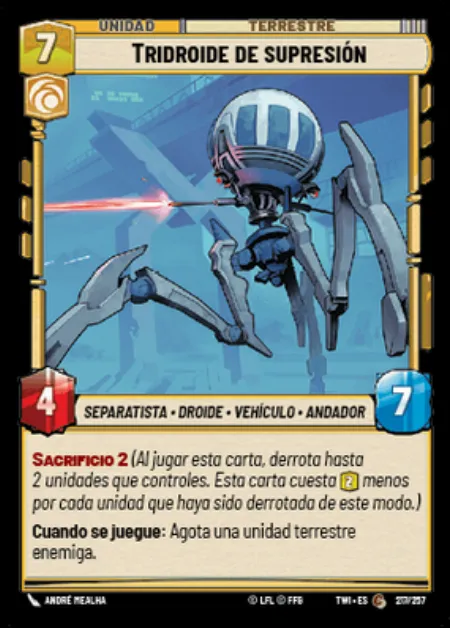 UNIDAD
TERRESTRE
7
TRIDROIDE DE SUPRESIÓN
4
SEPARATISTA • DROIDE • VEHÍCULO • ANDADOR
7
SACRIFICIO 2 (Al jugar esta carta, derrota hasta
2 unidades que controles. Esta carta cuesta 2 menos
por cada unidad que haya sido derrotada de este modo.)
Cuando se juegue: Agota una unidad terrestre
enemiga.
ANDRÉ MEALHA
© LFL © FFG
TWI • ES
C
217/257